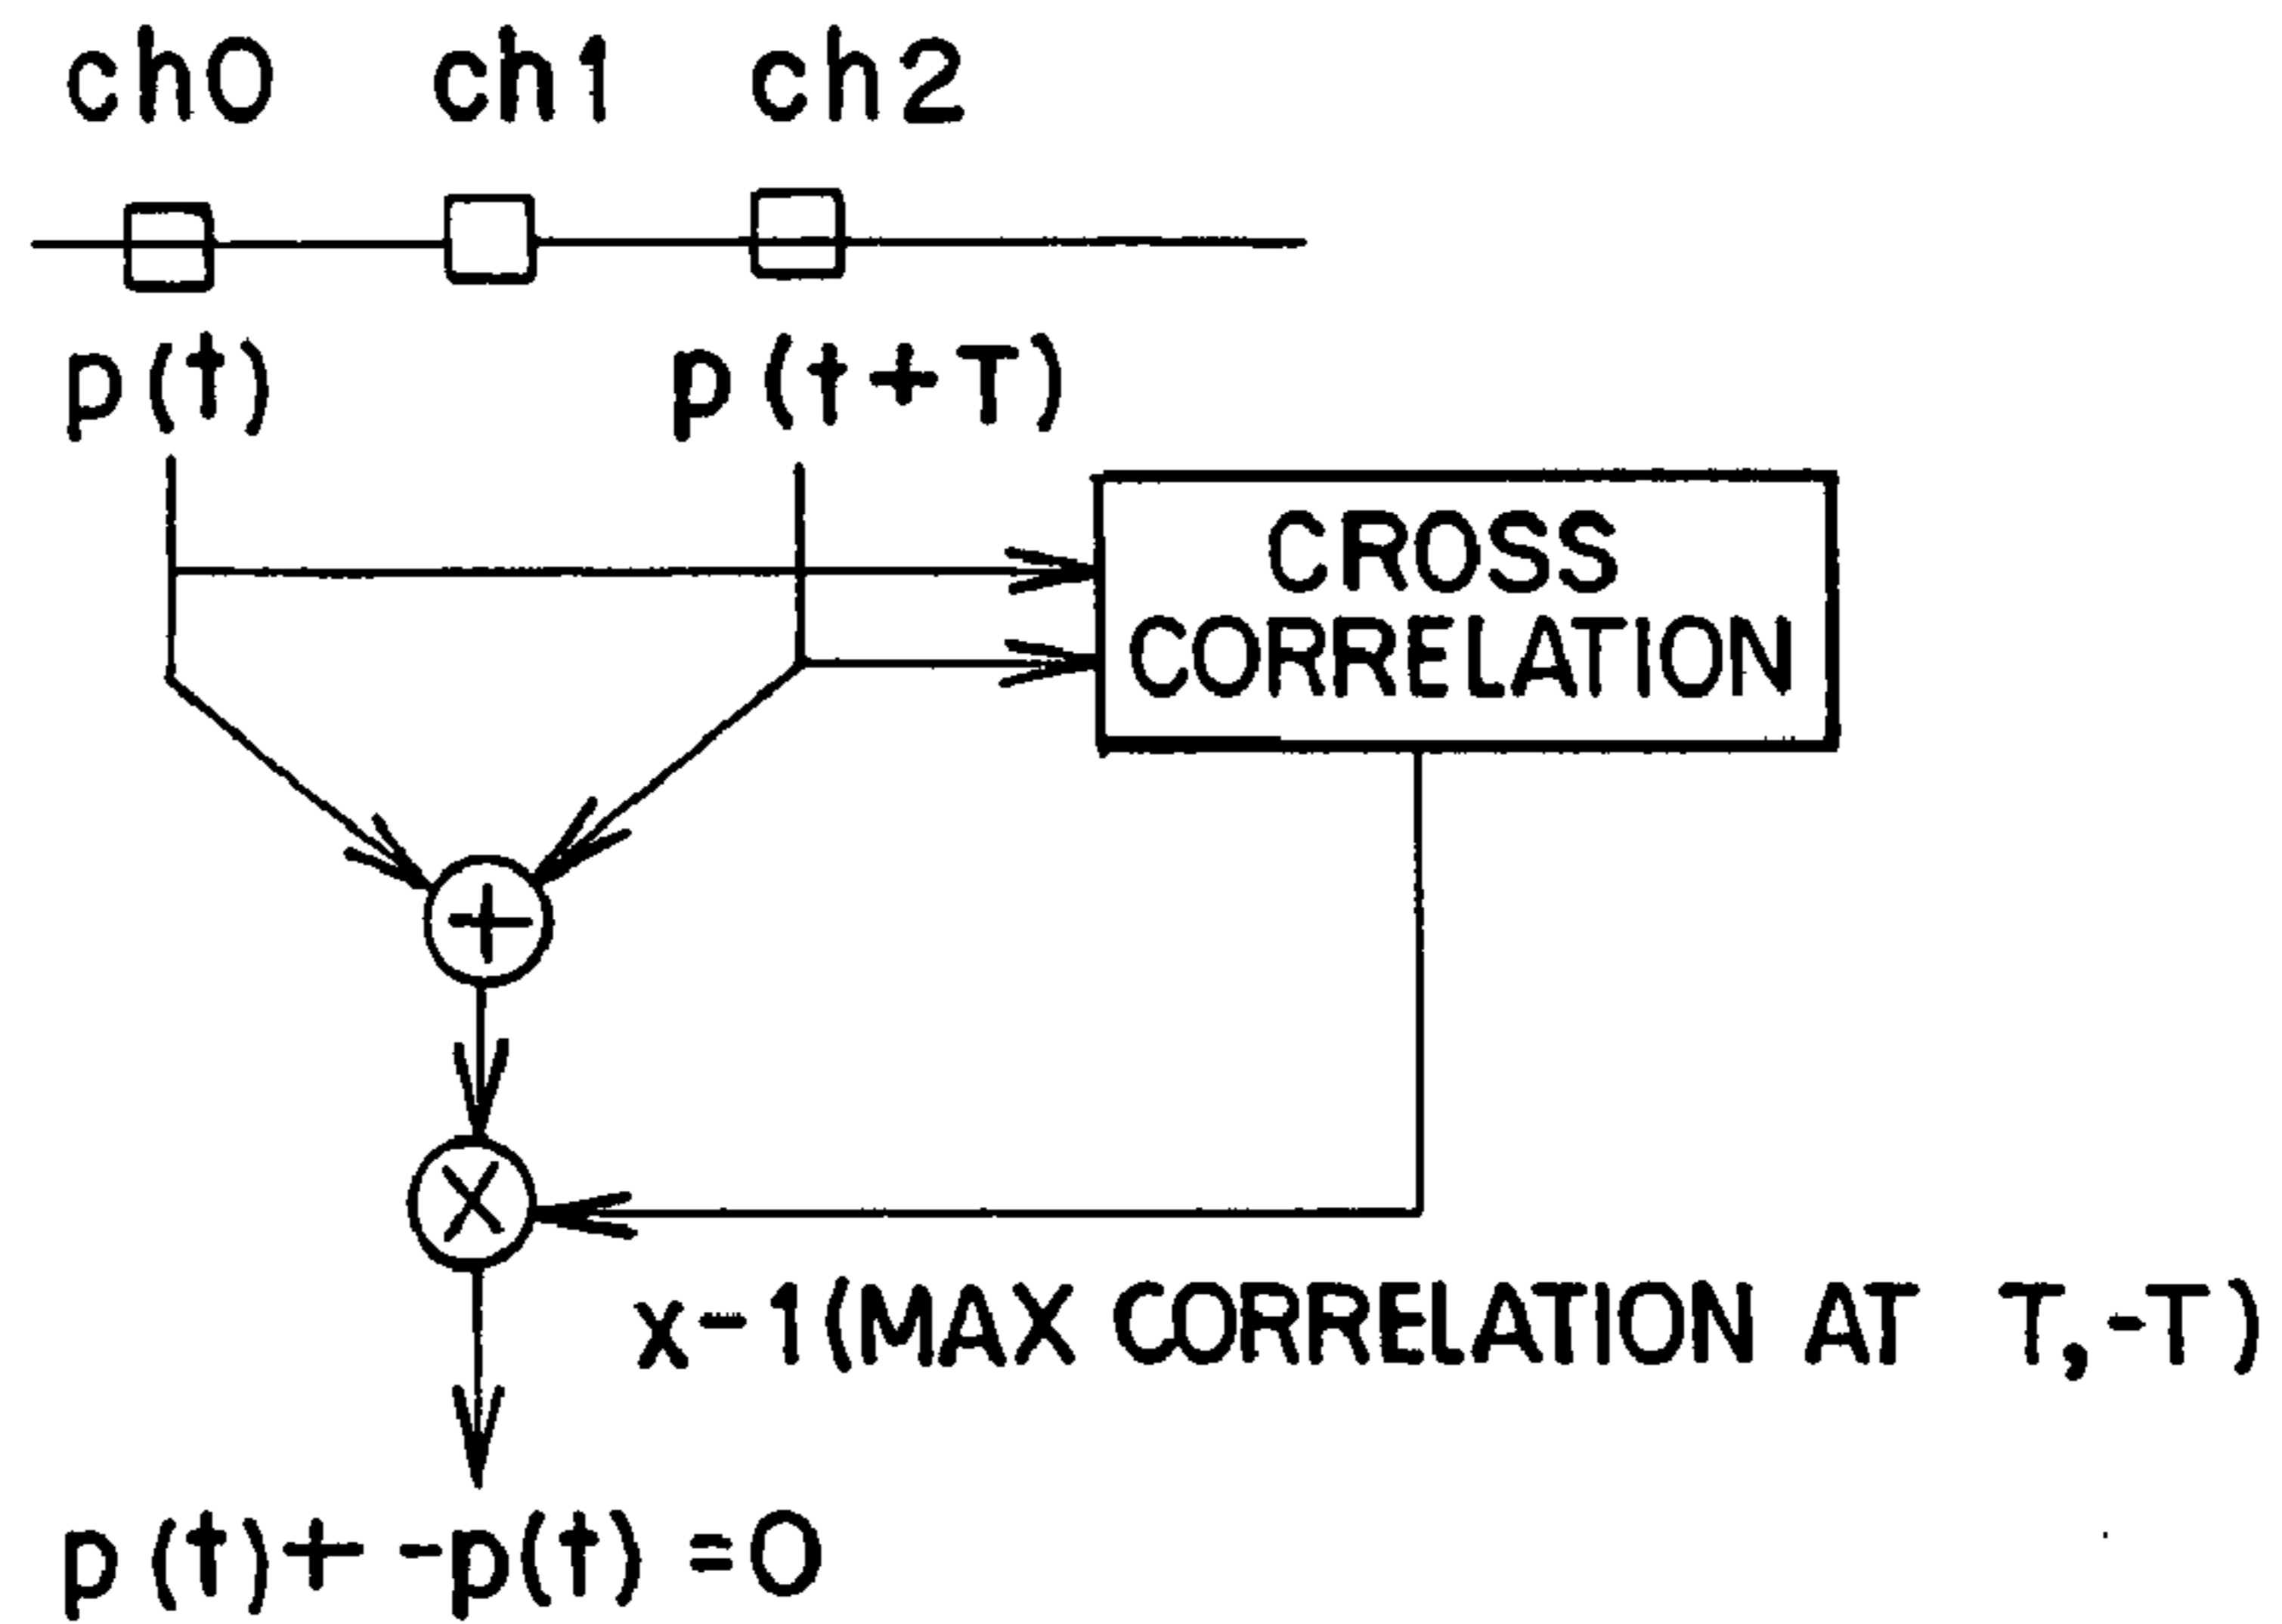 ch0 ch1 ch2
p(t) p(t+T)
CROSS
CORRELATION
+
x
x-1(MAX CORRELATION AT T,-T)
p(t)+ -p(t) =0